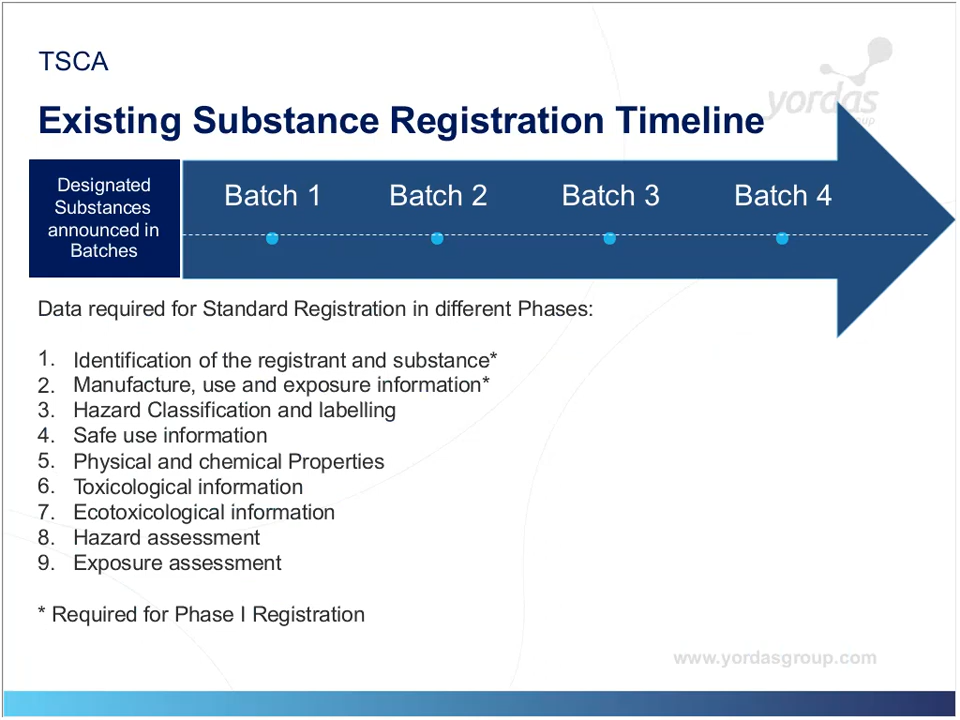 TSCA
yordas
group
Existing Substance Registration Timeline
Designated
Substances
announced in
Batches
Batch 1
Batch 2
Batch 3
Batch 4
Data required for Standard Registration in different Phases:
1. Identification of the registrant and substance*
2. Manufacture, use and exposure information*
3. Hazard Classification and labelling
4. Safe use information
5. Physical and chemical Properties
6. Toxicological information
7. Ecotoxicological information
8. Hazard assessment
9. Exposure assessment
* Required for Phase I Registration
www.yordasgroup.com